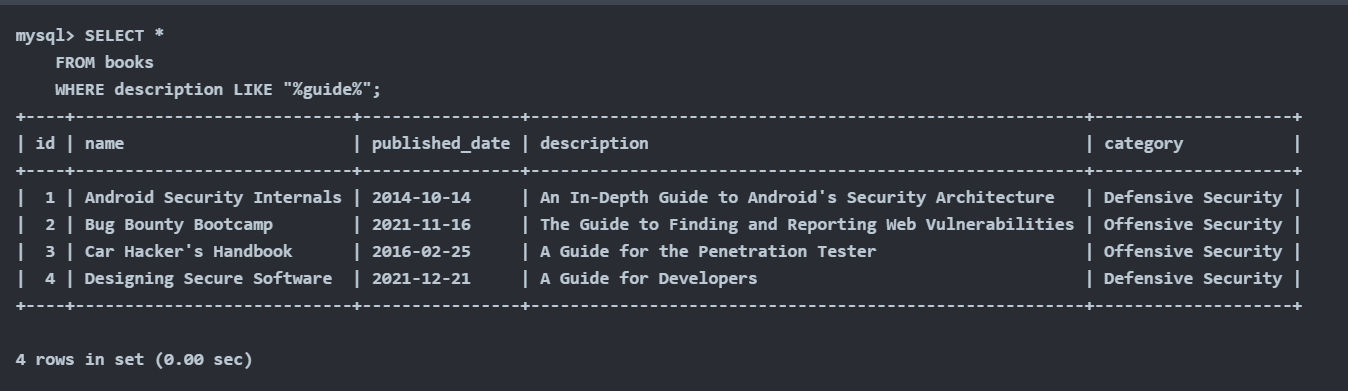 mysql> SELECT *
    FROM books
    WHERE description LIKE "%guide%";
+----+----------------------------+----------------+--------------------------------------------------------+--------------------+
| id | name                       | published_date | description                                            | category           |
+----+----------------------------+----------------+--------------------------------------------------------+--------------------+
|  1 | Android Security Internals | 2014-10-14     | An In-Depth Guide to Android's Security Architecture   | Defensive Security |
|  2 | Bug Bounty Bootcamp        | 2021-11-16     | The Guide to Finding and Reporting Web Vulnerabilities | Offensive Security |
|  3 | Car Hacker's Handbook      | 2016-02-25     | A Guide for the Penetration Tester                     | Offensive Security |
|  4 | Designing Secure Software  | 2021-12-21     | A Guide for Developers                                 | Defensive Security |
+----+----------------------------+----------------+--------------------------------------------------------+--------------------+
4 rows in set (0.00 sec)